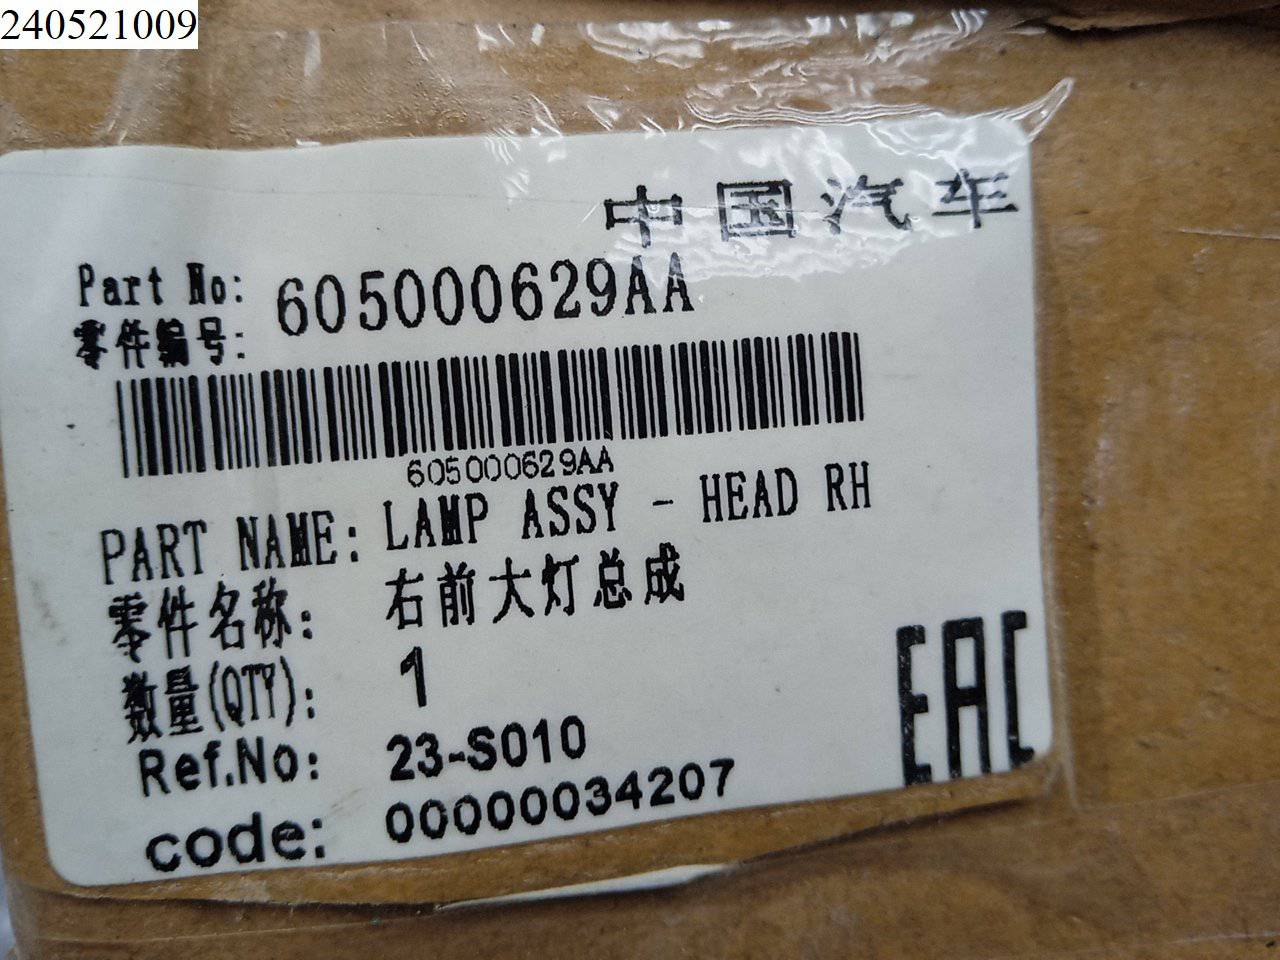 240521009
中国汽车
Part No: 605000629AA
零件编号:
605000629AA
PART NAME: LAMP ASSY - HEAD RH
零件名称: 右前大灯总成
数量(QTY): 1
Ref.No: 23-S010
code: 00000034207
EAC